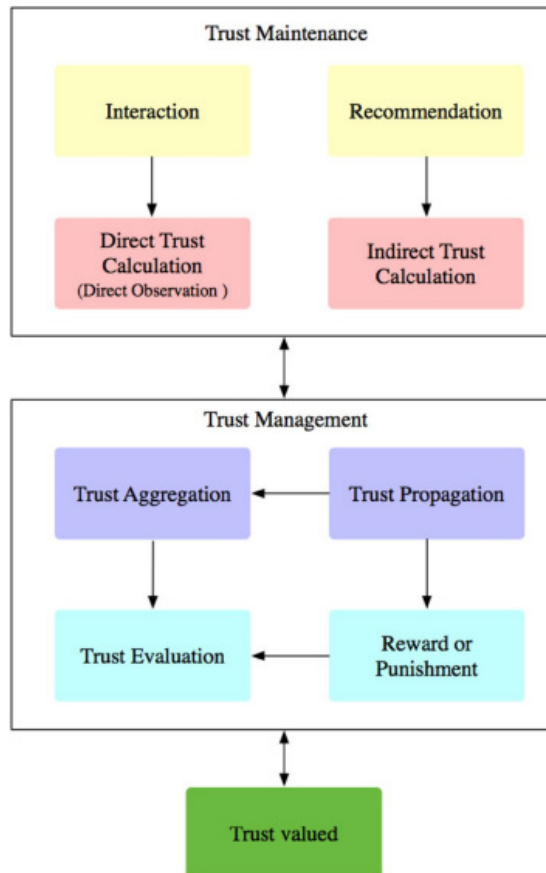 Trust Maintenance
Interaction
Recommendation
Direct Trust
Calculation
(Direct Observation )
Indirect Trust
Calculation
Trust Management
Trust Aggregation
Trust Propagation
Trust Evaluation
Reward or
Punishment
Trust valued